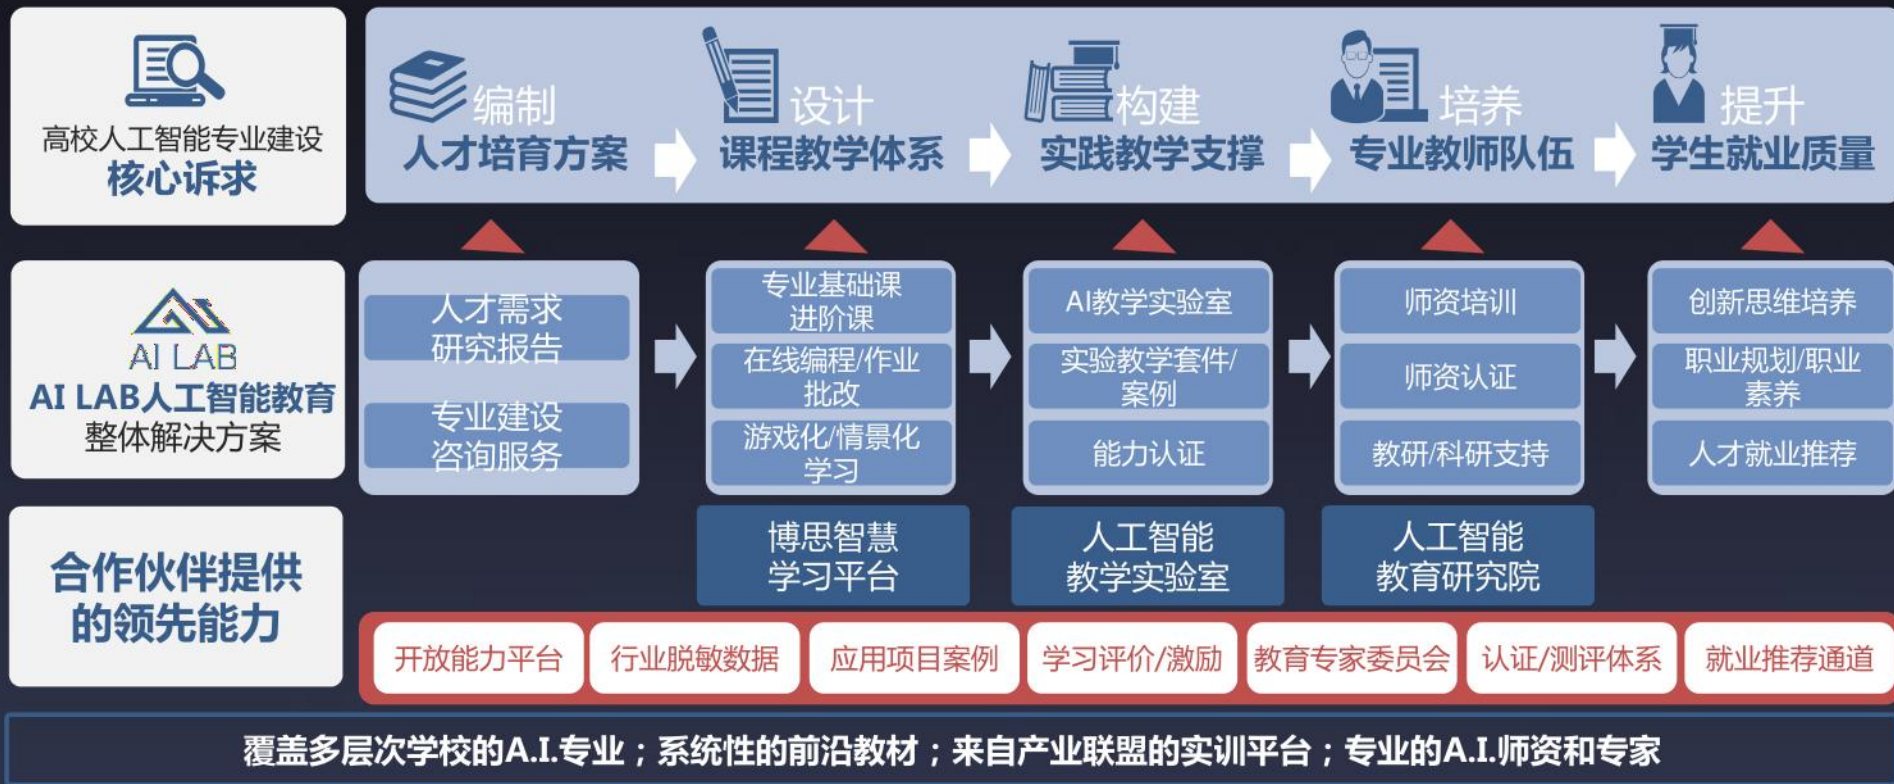 高校人工智能专业建设
核心诉求
编制
人才培育方案
设计
课程教学体系
构建
实践教学支撑
培养
专业教师队伍
提升
学生就业质量
AI LAB
AI LAB人工智能教育
整体解决方案
人才需求
研究报告
专业建设
咨询服务
专业基础课
进阶课
在线编程/作业
批改
游戏化/情景化
学习
AI教学实验室
实验教学套件/
案例
能力认证
师资培训
师资认证
教研/科研支持
创新思维培养
职业规划/职业
素养
人才就业推荐
合作伙伴提供
的领先能力
博思智慧
学习平台
人工智能
教学实验室
人工智能
教育研究院
开放能力平台
行业脱敏数据
应用项目案例
学习评价/激励
教育专家委员会
认证/测评体系
就业推荐通道
覆盖多层次学校的A.I.专业；系统性的前沿教材；来自产业联盟的实训平台；专业的A.I.师资和专家